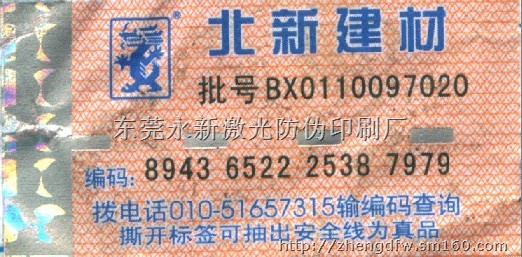 北新建材
批号BX0110097020
东莞永新激光防伪印刷厂
编码: 8943 6522 2538 7979
拨电话010-51657315输编码查询
撕开标签可抽出安全线为真品
http://zhengdfw.sm160.com